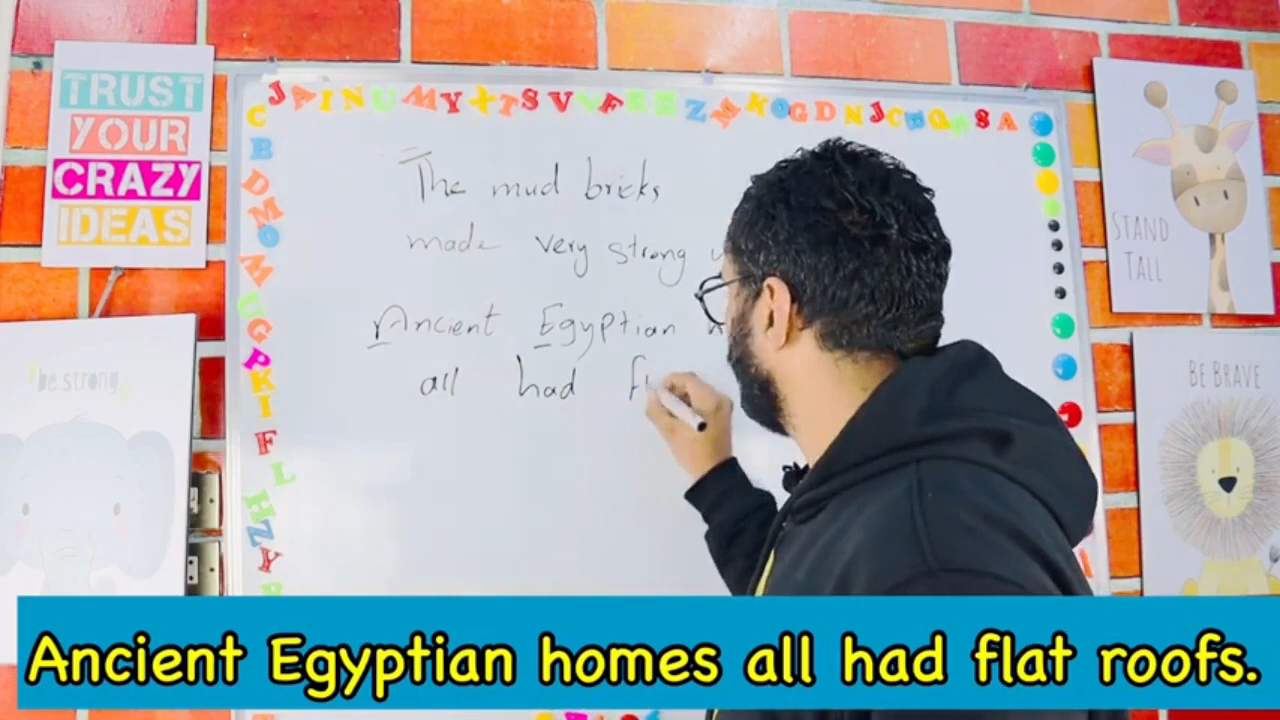 TRUST
YOUR
CRAZY
IDEAS
be strong
The mud bricks
made very strong
Ancient Egyptian
all had
STAND
TALL
BE BRAVE
Ancient Egyptian homes all had flat roofs.